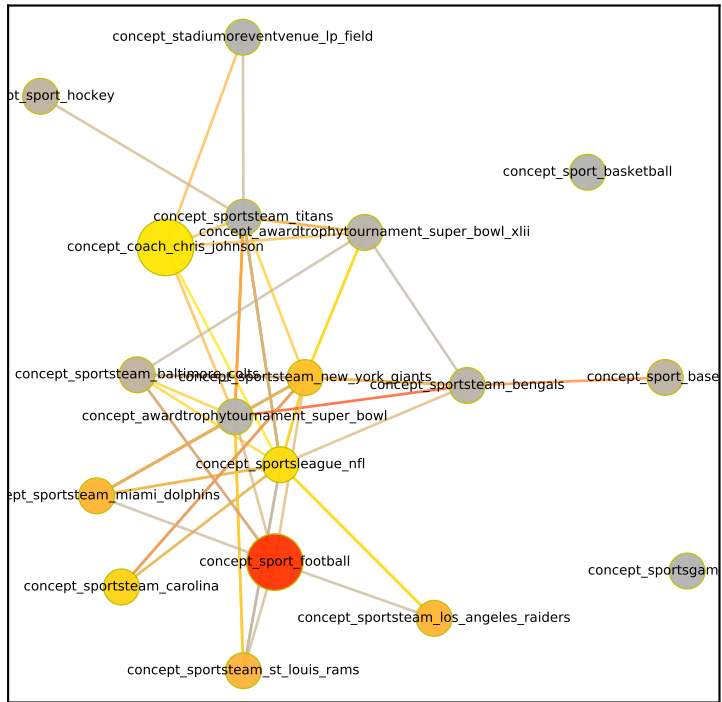 concept_stadiumoreventvenue_lp_field
pt_sport_hockey
concept_sport_basketball
concept_sportsteam_titans
concept_awardtrophytournament_super_bowl_xlii
concept_coach_chris_johnson
concept_sportsteam_baltimore_colts
concept_sportsteam_new_york_giants
concept_sportsteam_bengals
concept_sport_base
concept_awardtrophytournament_super_bowl
concept_sportsleague_nfl
ept_sportsteam_miami_dolphins
concept_sport_football
concept_sportsgam
concept_sportsteam_carolina
concept_sportsteam_los_angeles_raiders
concept_sportsteam_st_louis_rams